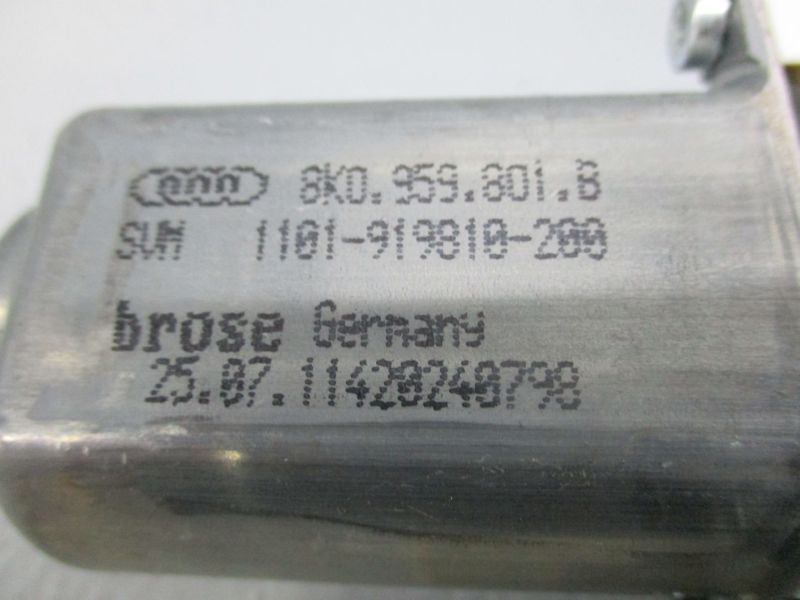 8K0.959.801.B
SWM 1101-919810-200
brose Germany
25.07.11420240798